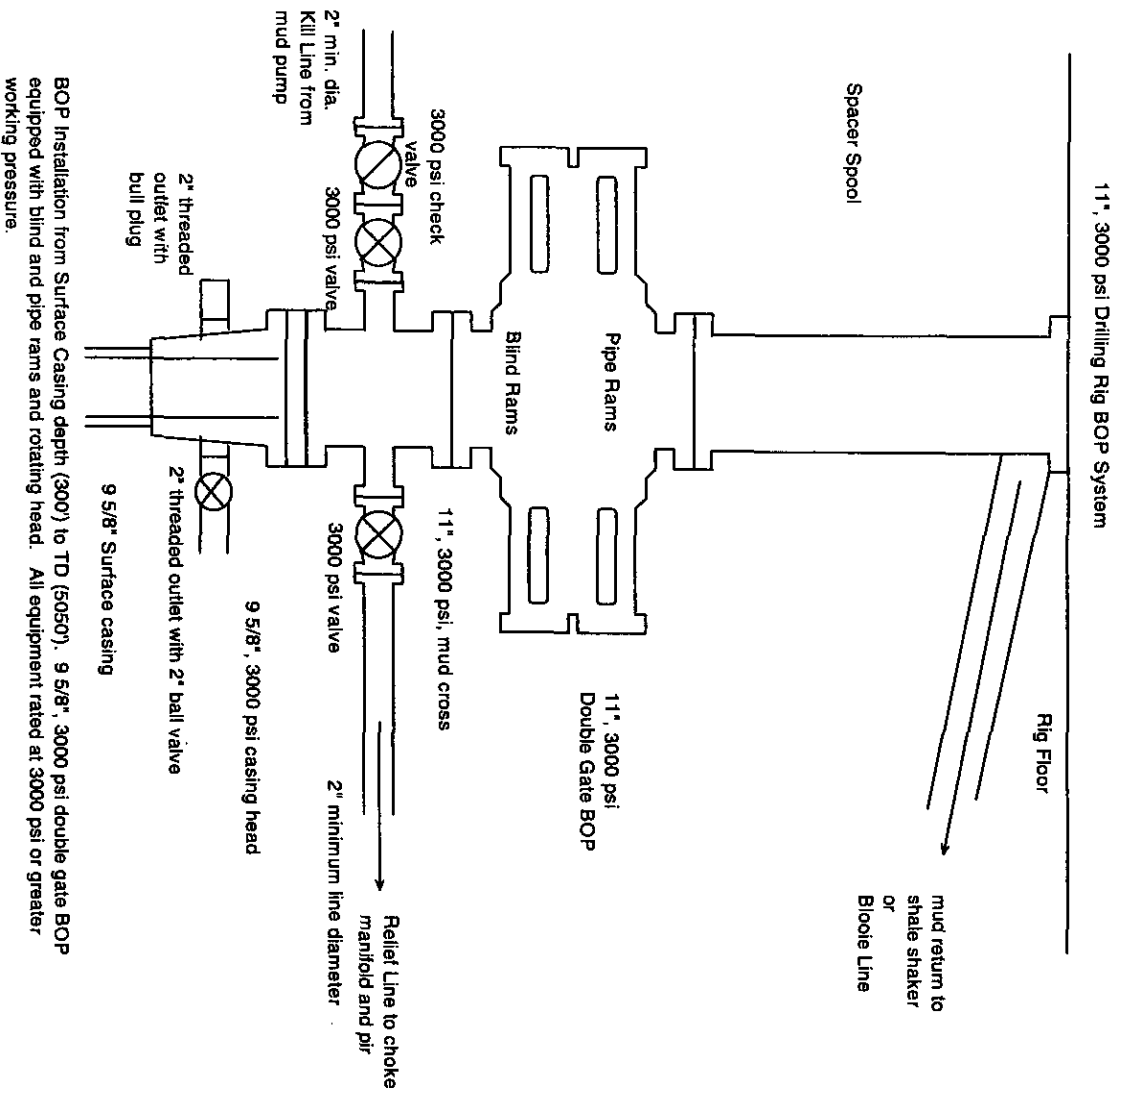 11", 3000 psi Drilling Rig BOP System
Rig Floor
Spacer Spool
mud return to
shale shaker
or
Blooie Line
Pipe Rams
11", 3000 psi
Double Gate BOP
Blind Rams
3000 psi check
valve
11", 3000 psi, mud cross
2" min. dia.
Kill Line from
mud pump
3000 psi valve
3000 psi valve
Relief Line to choke
manifold and pir
2" minimum line diameter
9 5/8", 3000 psi casing head
2" threaded
outlet with
bull plug
2" threaded outlet with 2" ball valve
9 5/8" Surface casing
BOP Installation from Surface Casing depth (300') to TD (5050'). 9 5/8", 3000 psi double gate BOP
equipped with blind and pipe rams and rotating head. All equipment rated at 3000 psi or greater
working pressure.